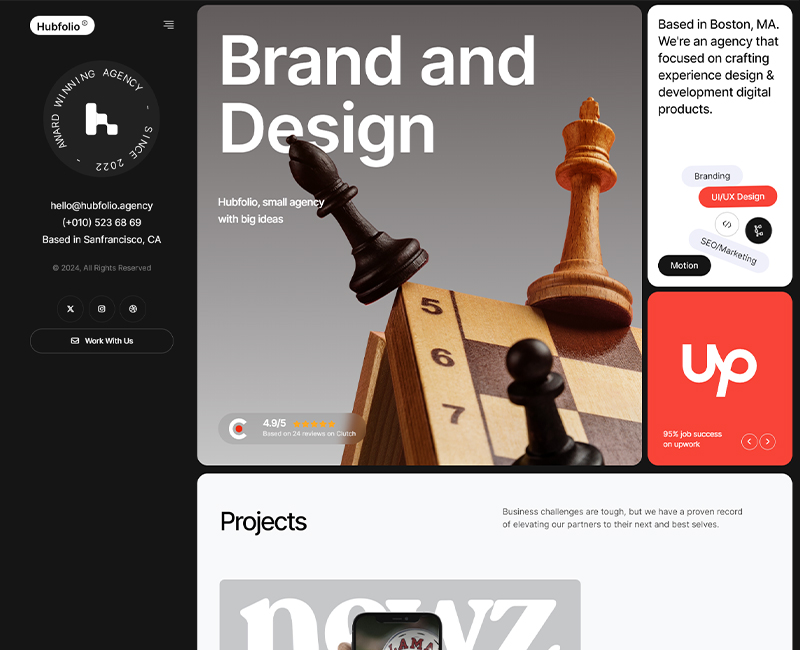 Hubfolio ®
AWARD WINNING AGENCY - SINCE 2022 -
hello@hubfolio.agency
(+010) 523 68 69
Based in Sanfrancisco, CA
© 2024, All Rights Reserved
Work With Us
Brand and
Design
Hubfolio, small agency
with big ideas
5
6
7
4.9/5
Based on 24 reviews on Clutch
Based in Boston, MA.
We're an agency that
focused on crafting
experience design &
development digital
products.
Branding
UI/UX Design
SEO/Marketing
Motion
up
95% job success
on upwork
Projects
Business challenges are tough, but we have a proven record
of elevating our partners to their next and best selves.
nowz